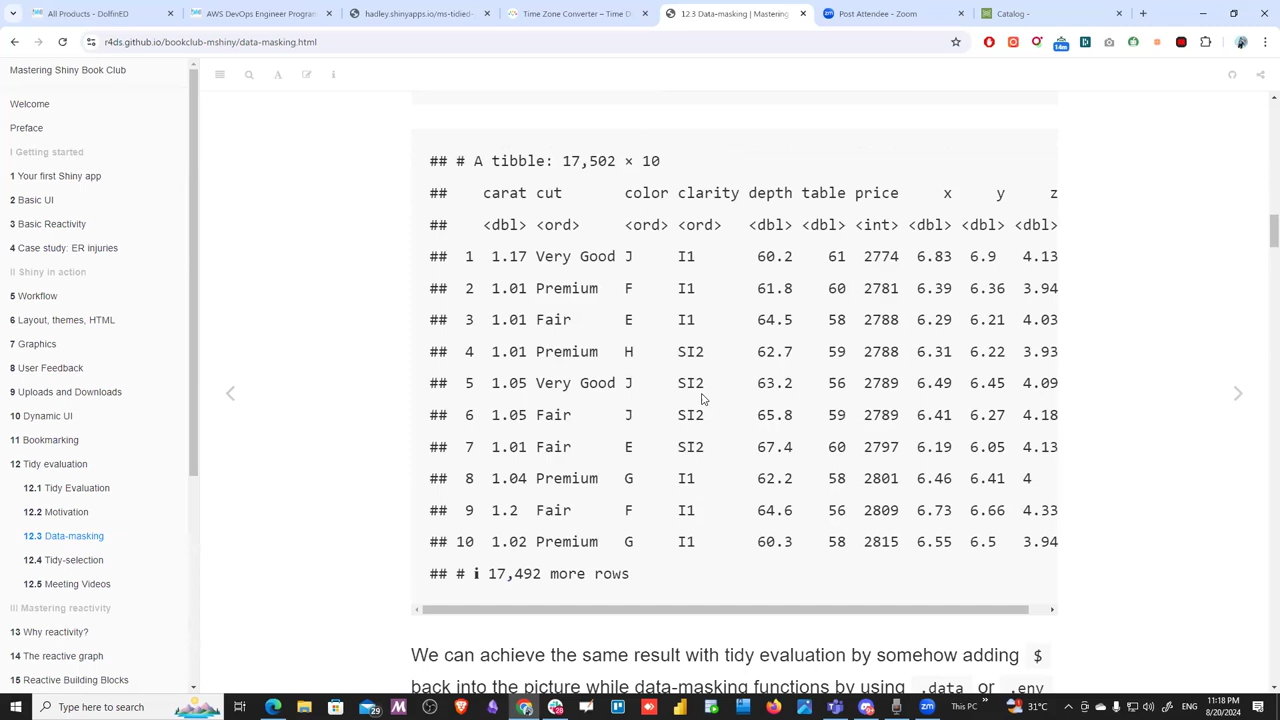 All Products - DolfinED
AWS DevOps Engineer Progra
hadley.shinyapps.io/ms-tidied-
Time Zone Converter – Time D
12.3 Data-masking | Mastering
Post Attendee - Zoom
Catalog -
r4ds.github.io/bookclub-mshiny/data-masking.html
14m
Mastering Shiny Book Club
Welcome
Preface
I Getting started
1 Your first Shiny app
2 Basic UI
3 Basic Reactivity
4 Case study: ER injuries
II Shiny in action
5 Workflow
6 Layout, themes, HTML
7 Graphics
8 User Feedback
9 Uploads and Downloads
10 Dynamic UI
11 Bookmarking
12 Tidy evaluation
12.1 Tidy Evaluation
12.2 Motivation
12.3 Data-masking
12.4 Tidy-selection
12.5 Meeting Videos
III Mastering reactivity
13 Why reactivity?
14 The reactive graph
15 Reactive Building Blocks
## # A tibble: 17,502 × 10
## carat cut color clarity depth table price x y z
## <dbl> <ord> <ord> <ord> <dbl> <dbl> <int> <dbl> <dbl> <dbl>
## 1 1.17 Very Good J I1 60.2 61 2774 6.83 6.9 4.13
## 2 1.01 Premium F I1 61.8 60 2781 6.39 6.36 3.94
## 3 1.01 Fair E I1 64.5 58 2788 6.29 6.21 4.03
## 4 1.01 Premium H SI2 62.7 59 2788 6.31 6.22 3.93
## 5 1.05 Very Good J SI2 63.2 56 2789 6.49 6.45 4.09
## 6 1.05 Fair J SI2 65.8 59 2789 6.41 6.27 4.18
## 7 1.01 Fair E SI2 67.4 60 2797 6.19 6.05 4.13
## 8 1.04 Premium G I1 62.2 58 2801 6.46 6.41 4
## 9 1.2 Fair F I1 64.6 56 2809 6.73 6.66 4.33
## 10 1.02 Premium G I1 60.3 58 2815 6.55 6.5 3.94
## # ℹ 17,492 more rows
We can achieve the same result with tidy evaluation by somehow adding $
back into the picture while data-masking functions by using .data or .env
Type here to search
29
This PC
31°C
11:18 PM
8/20/2024